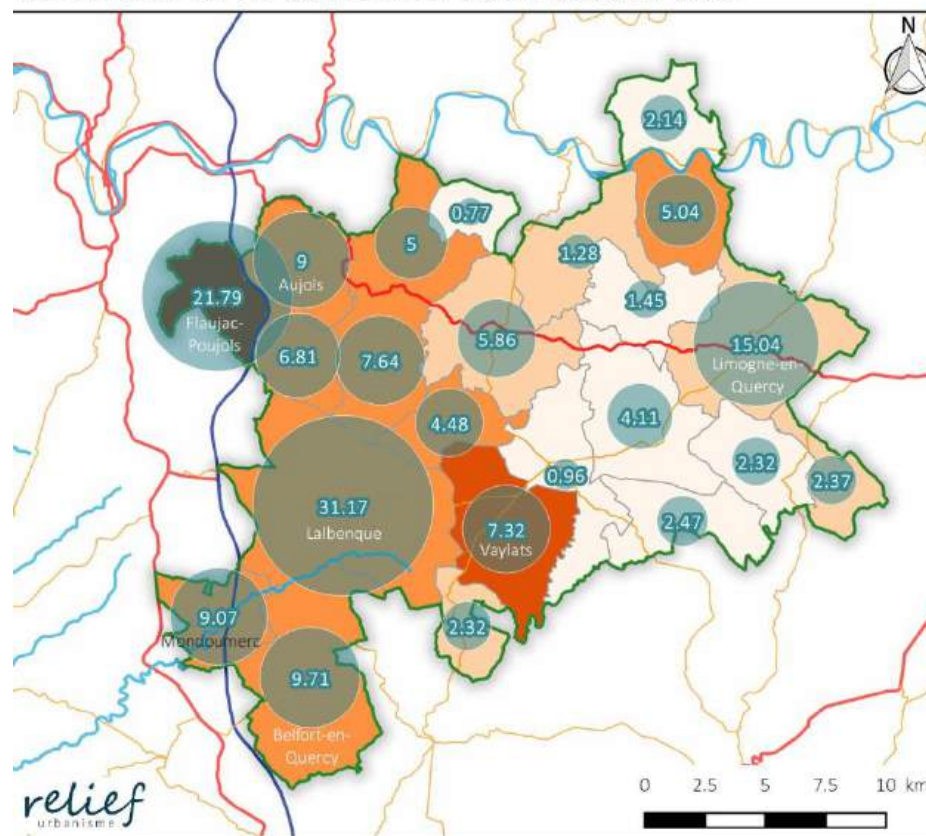 N
2.14
0.77
5.04
5
9
Aujols
1.28
21.79
Flaujac-
Poujols
1.45
5.86
15.04
Limogne-en-
Quercy
6.81
7.64
4.48
4.11
2.32
0.96
2.37
31.17
Lalbenque
7.32
Vaylats
2.47
9.07
Mondoumerc
2.32
9.71
Belfort-en-
Quercy
relief
urbanisme
0 2.5 5 7.5 10 km